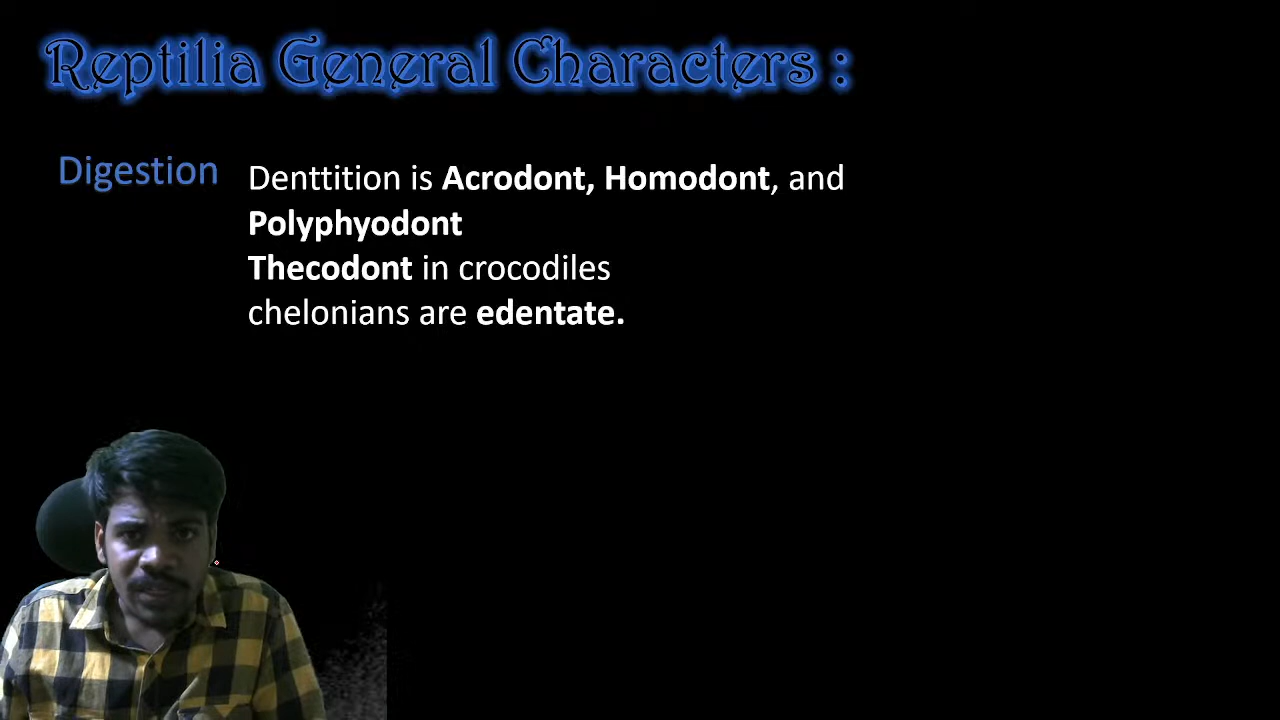 Reptilia General Characters :
Digestion
Denttition is Acrodont, Homodont, and
Polyphyodont
Thecodont in crocodiles
chelonians are edentate.